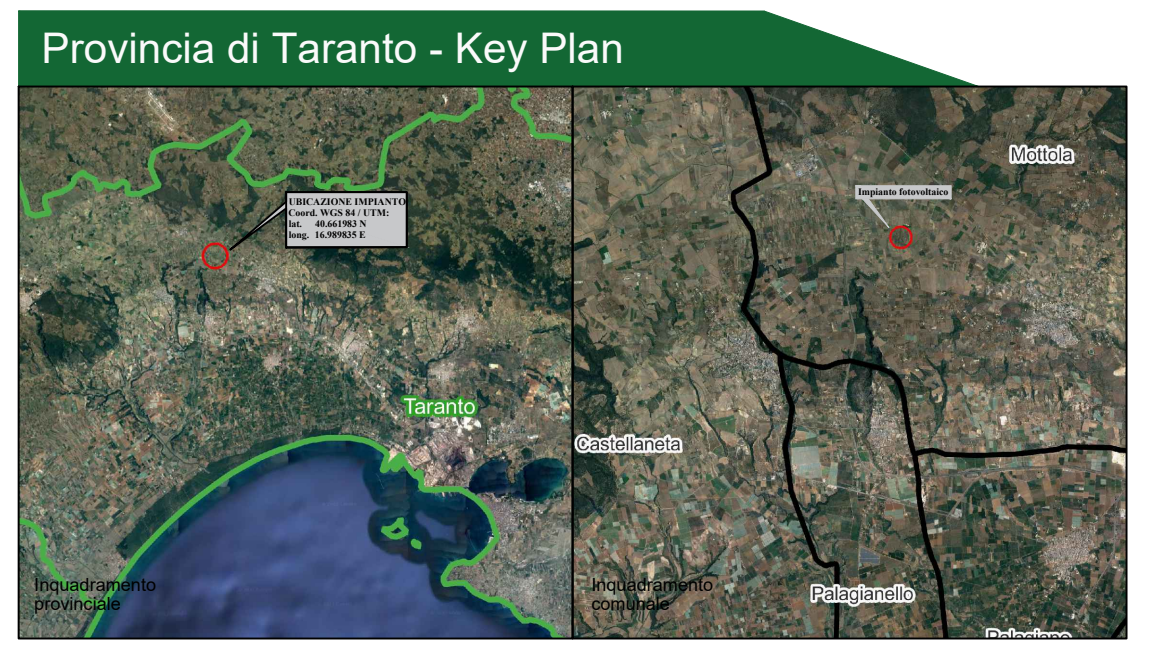 Provincia di Taranto - Key Plan
UBICAZIONE IMPIANTO
Coord. WGS 84 / UTM:
lat. 40.661983 N
long. 16.989835 E
Taranto
Inquadramento
provinciale
Mottola
Impianto fotovoltaico
Castellaneta
Inquadramento
comunale
Palagianello
Palagiano